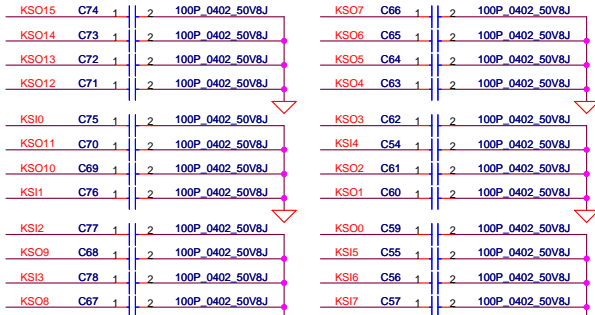 KSO15 C74 1 2 100P_0402_50V8J
KSO14 C73 1 2 100P_0402_50V8J
KSO13 C72 1 2 100P_0402_50V8J
KSO12 C71 1 2 100P_0402_50V8J
KSI0 C75 1 2 100P_0402_50V8J
KSO11 C70 1 2 100P_0402_50V8J
KSO10 C69 1 2 100P_0402_50V8J
KSI1 C76 1 2 100P_0402_50V8J
KSI2 C77 1 2 100P_0402_50V8J
KSO9 C68 1 2 100P_0402_50V8J
KSI3 C78 1 2 100P_0402_50V8J
KSO8 C67 1 2 100P_0402_50V8J
KSO7 C66 1 2 100P_0402_50V8J
KSO6 C65 1 2 100P_0402_50V8J
KSO5 C64 1 2 100P_0402_50V8J
KSO4 C63 1 2 100P_0402_50V8J
KSO3 C62 1 2 100P_0402_50V8J
KSI4 C54 1 2 100P_0402_50V8J
KSO2 C61 1 2 100P_0402_50V8J
KSO1 C60 1 2 100P_0402_50V8J
KSO0 C59 1 2 100P_0402_50V8J
KSI5 C55 1 2 100P_0402_50V8J
KSI6 C56 1 2 100P_0402_50V8J
KSI7 C57 1 2 100P_0402_50V8J